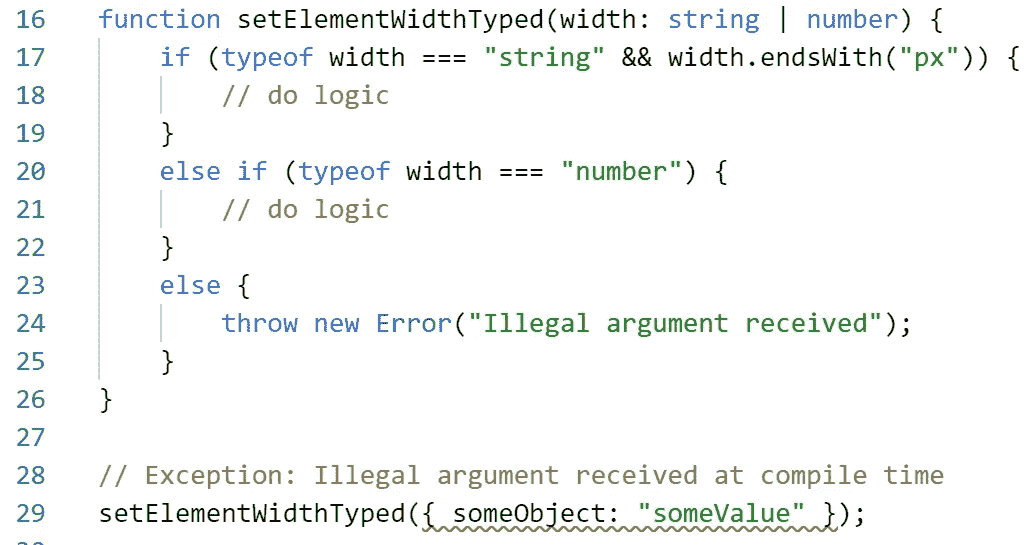 16 function setElementWidthTyped(width: string | number) {
17 if (typeof width === "string" && width.endsWith("px")) {
18 // do logic
19 }
20 else if (typeof width === "number") {
21 // do logic
22 }
23 else {
24 throw new Error("Illegal argument received");
25 }
26 }
27
28 // Exception: Illegal argument received at compile time
29 setElementWidthTyped({ someObject: "someValue" });